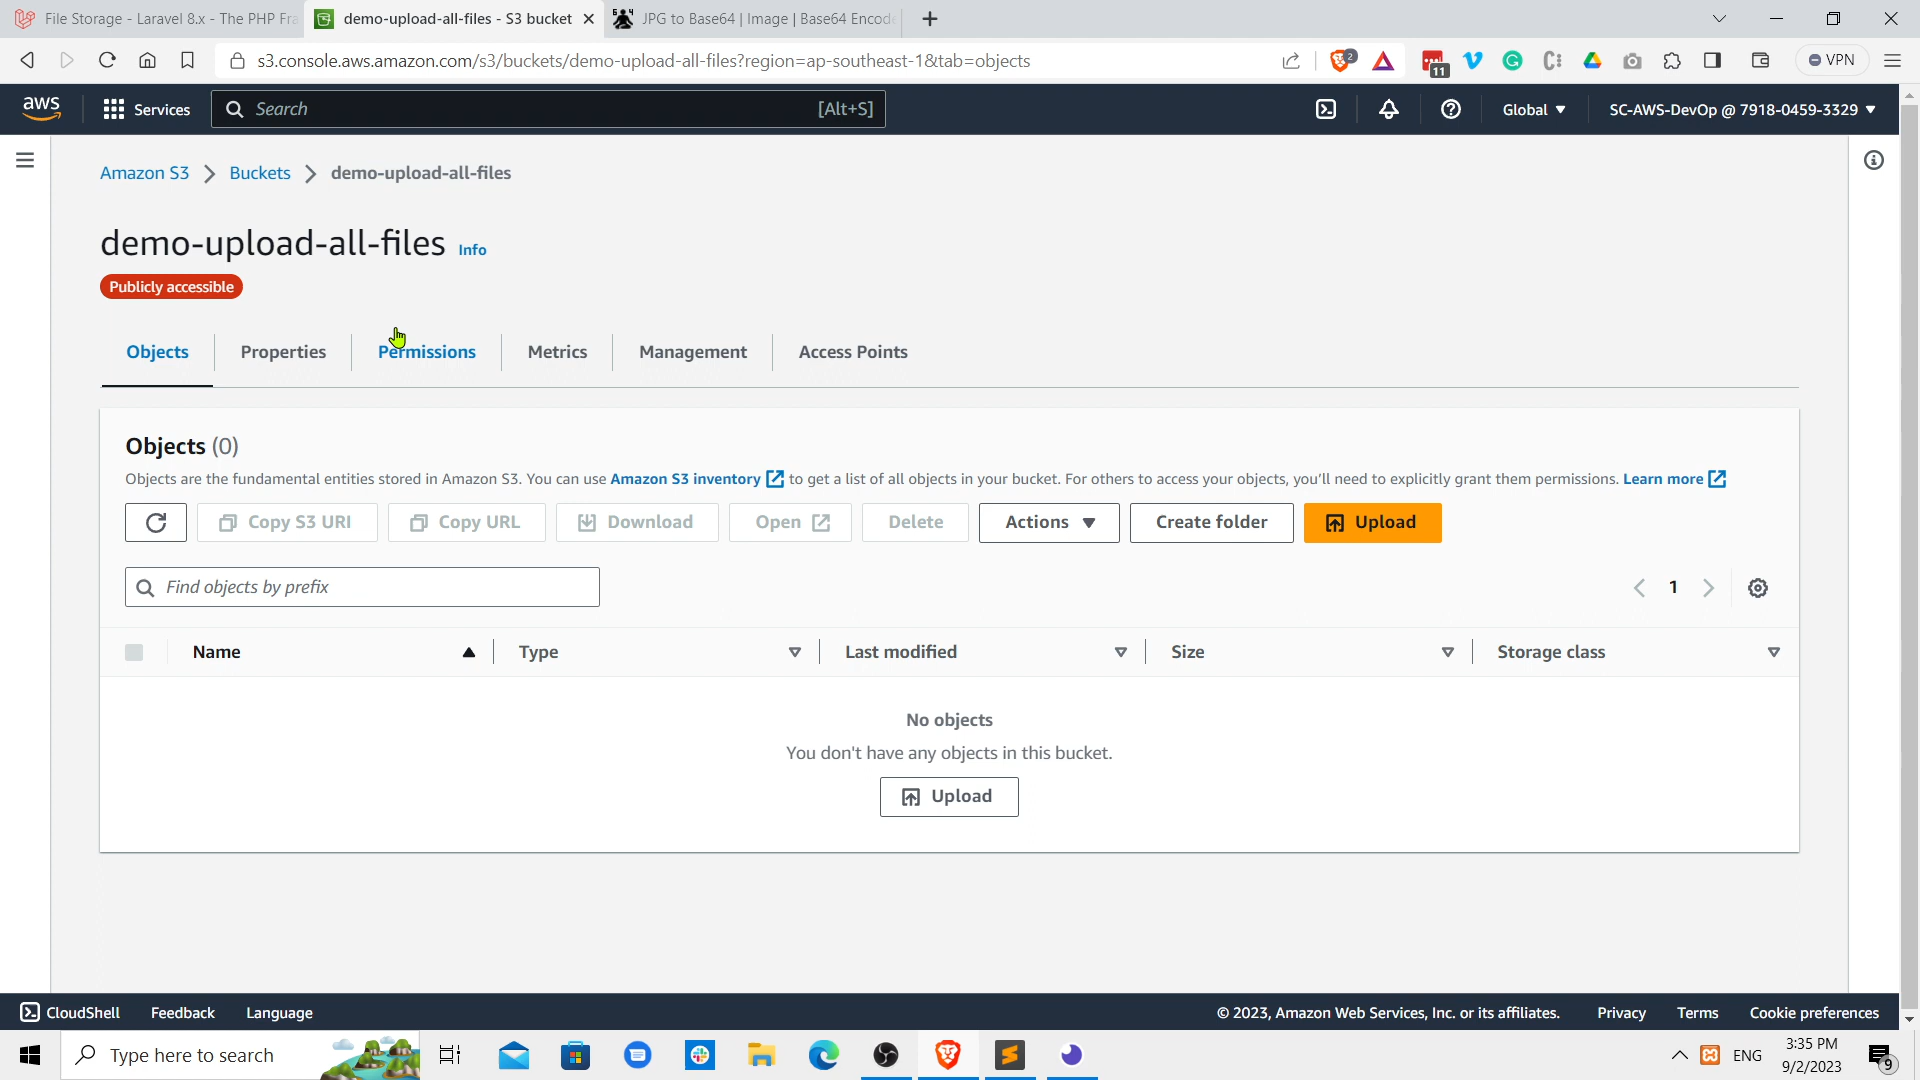 File Storage - Laravel 8.x - The PHP Fra
demo-upload-all-files - S3 bucket
JPG to Base64 | Image | Base64 Encode
s3.console.aws.amazon.com/s3/buckets/demo-upload-all-files?region=ap-southeast-1&tab=objects
2
11
VPN
aws
Services
Search
[Alt+S]
Global
SC-AWS-DevOp @ 7918-0459-3329
Amazon S3 > Buckets > demo-upload-all-files
demo-upload-all-files Info
Publicly accessible
Objects
Properties
Permissions
Metrics
Management
Access Points
Objects (0)
Objects are the fundamental entities stored in Amazon S3. You can use Amazon S3 inventory to get a list of all objects in your bucket. For others to access your objects, you'll need to explicitly grant them permissions. Learn more
Copy S3 URI
Copy URL
Download
Open
Delete
Actions
Create folder
Upload
Find objects by prefix
1
Name
Type
Last modified
Size
Storage class
No objects
You don't have any objects in this bucket.
Upload
CloudShell
Feedback
Language
© 2023, Amazon Web Services, Inc. or its affiliates.
Privacy
Terms
Cookie preferences
Type here to search
ENG
3:35 PM
9/2/2023
9